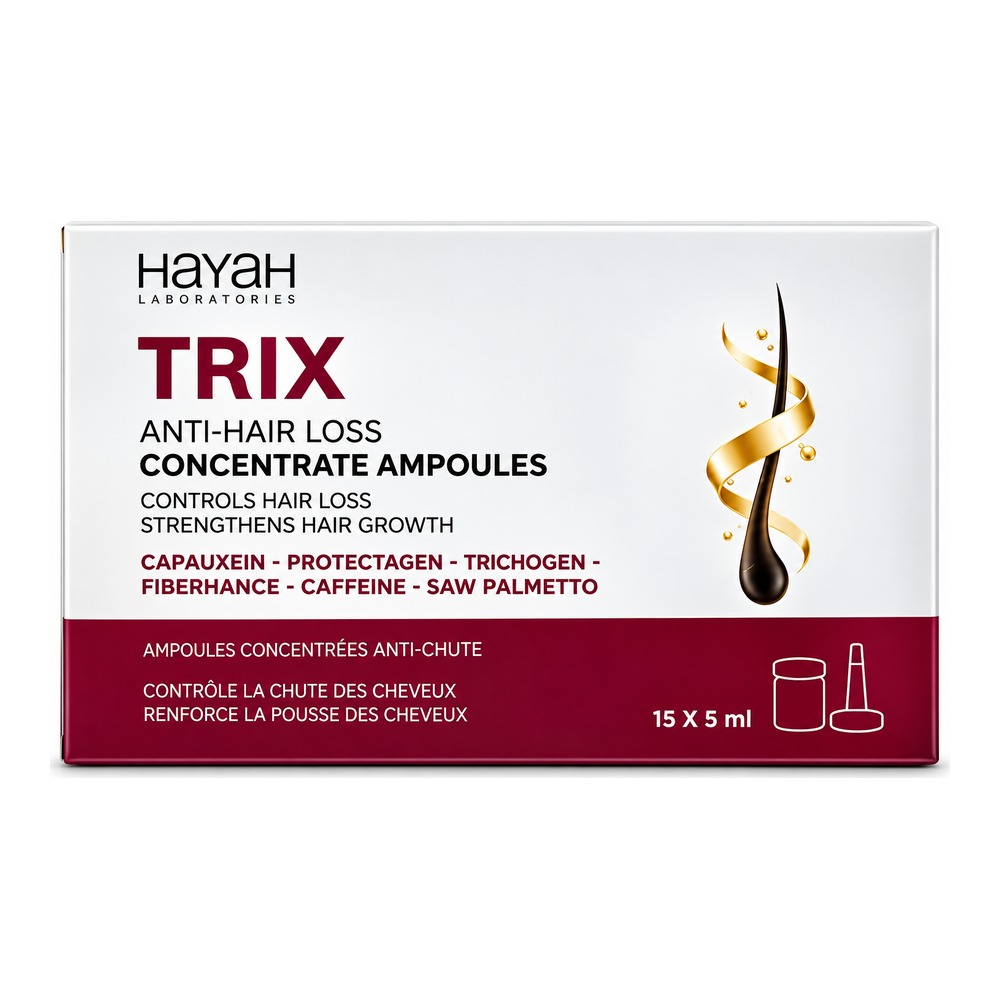 HAYAH
LABORATORIES
TRIX
ANTI-HAIR LOSS
CONCENTRATE AMPOULES
CONTROLS HAIR LOSS
STRENGTHENS HAIR GROWTH
CAPAUXEIN - PROTECTAGEN - TRICHOGEN -
FIBERHANCE - CAFFEINE - SAW PALMETTO
AMPOULES CONCENTRÉES ANTI-CHUTE
CONTRÔLE LA CHUTE DES CHEVEUX
RENFORCE LA POUSSE DES CHEVEUX
15 X 5 ml